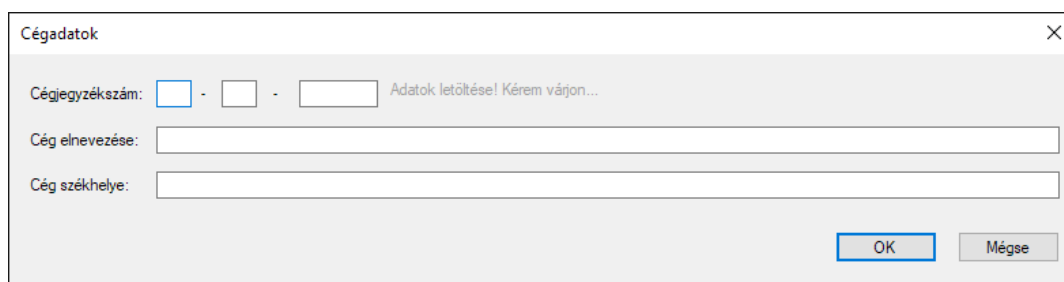 Cégadatok
Cégjegyzékszám: - - Adatok letöltése! Kérem várjon...
Cég elnevezése:
Cég székhelye:
OK Mégse